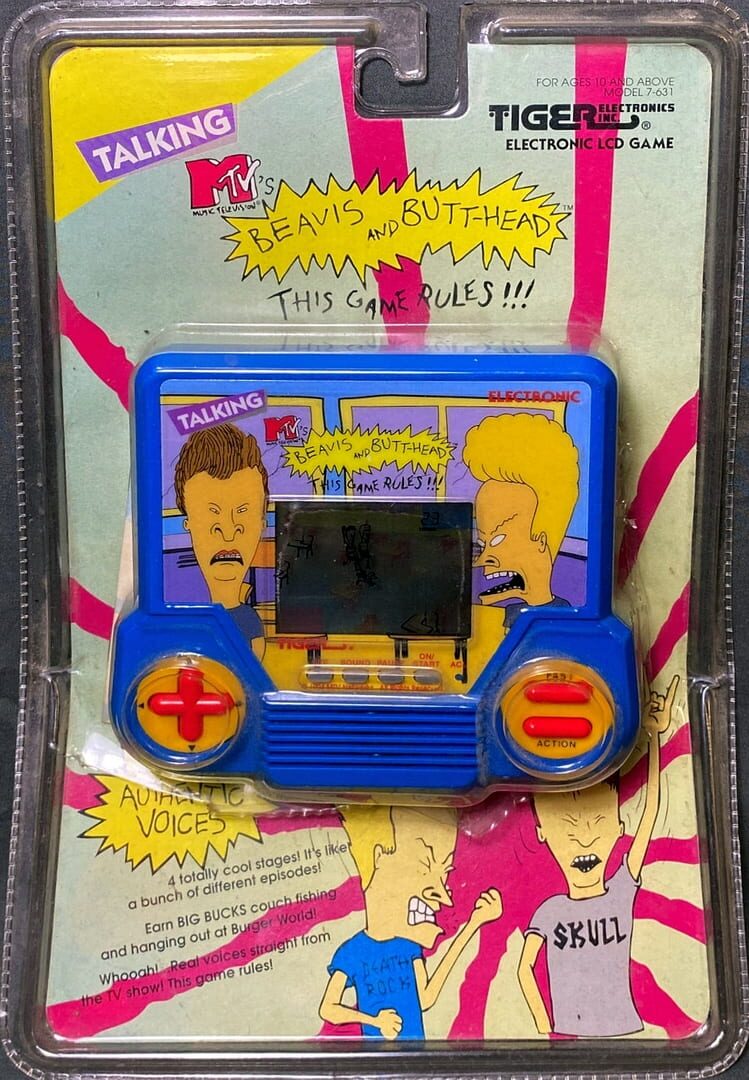 FOR AGES 10 AND ABOVE
MODEL 7-631
TIGER ELECTRONICS INC. ®
ELECTRONIC LCD GAME
TALKING
MTV'S
MUSIC TELEVISION®
BEAVIS AND BUTT-HEAD™
THIS GAME RULES!!!
ELECTRONIC
TALKING
MTV'S
BEAVIS AND BUTT-HEAD
THIS GAME RULES!!!
TIGER
SOUND
ON/
START
FAST
ACTION
AUTHENTIC
VOICES
4 totally cool stages! It's like
a bunch of different episodes!
Earn BIG BUCKS couch fishing
and hanging out at Burger World!
Whooah! Real voices straight from
the TV show! This game rules!
DEATH
ROCK
SKULL